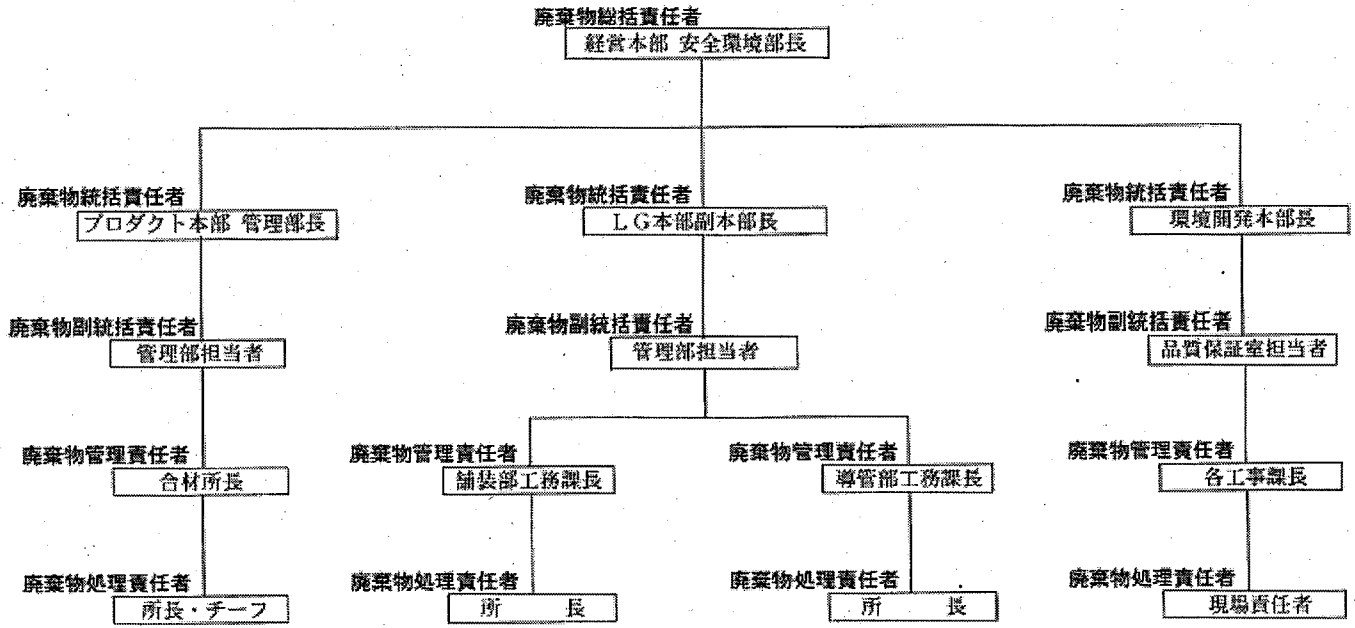 廃棄物総括責任者
経営本部 安全環境部長
廃棄物統括責任者
プロダクト本部 管理部長
廃棄物統括責任者
LG本部副本部長
廃棄物統括責任者
環境開発本部長
廃棄物副統括責任者
管理部担当者
廃棄物副統括責任者
管理部担当者
廃棄物副統括責任者
品質保証室担当者
廃棄物管理責任者
合材所長
廃棄物管理責任者
舗装部工務課長
廃棄物管理責任者
導管部工務課長
廃棄物管理責任者
各工事課長
廃棄物処理責任者
所長・チーフ
廃棄物処理責任者
所 長
廃棄物処理責任者
所 長
廃棄物処理責任者
現場責任者